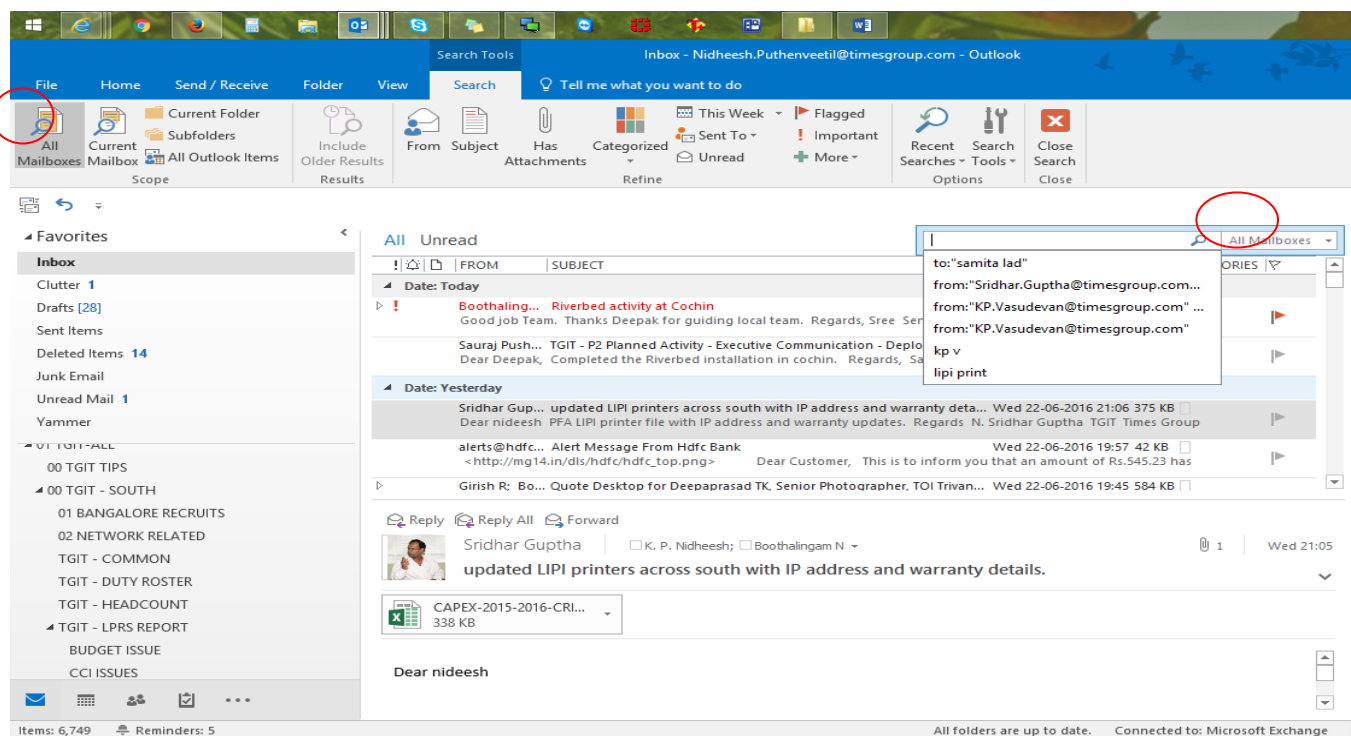 Search Tools
Inbox - Nidheesh.Puthenveetil@timesgroup.com - Outlook
File Home Send / Receive Folder View Search Tell me what you want to do
All Mailboxes
Current Mailbox
Current Folder
Subfolders
All Outlook Items
Scope
Include Older Results
Results
From
Subject
Has Attachments
Categorized
This Week
Sent To
Unread
Flagged
! Important
More
Refine
Recent Searches
Search Tools
Options
Close Search
Close
Favorites
Inbox
Clutter 1
Drafts [28]
Sent Items
Deleted Items 14
Junk Email
Unread Mail 1
Yammer
01 TGIT-ALL
00 TGIT TIPS
00 TGIT - SOUTH
01 BANGALORE RECRUITS
02 NETWORK RELATED
TGIT - COMMON
TGIT - DUTY ROSTER
TGIT - HEADCOUNT
TGIT - LPRS REPORT
BUDGET ISSUE
CCI ISSUES
All Unread
All Mailboxes
to:"samita lad"
from:"Sridhar.Guptha@timesgroup.com...
from:"KP.Vasudevan@timesgroup.com" ...
from:"KP.Vasudevan@timesgroup.com"
kp v
lipi print
! FROM SUBJECT ORIES
Date: Today
! Boothaling... Riverbed activity at Cochin
Good job Team. Thanks Deepak for guiding local team. Regards, Sree Ser
Sauraj Push... TGIT - P2 Planned Activity - Executive Communication - Deplo
Dear Deepak, Completed the Riverbed installation in cochin. Regards, Sa
Date: Yesterday
Sridhar Gup... updated LIPI printers across south with IP address and warranty deta... Wed 22-06-2016 21:06 375 KB
Dear nideesh PFA LIPI printer file with IP address and warranty updates. Regards N. Sridhar Guptha TGIT Times Group
alerts@hdfc... Alert Message From Hdfc Bank Wed 22-06-2016 19:57 42 KB
<http://mg14.in/dls/hdfc/hdfc_top.png> Dear Customer, This is to inform you that an amount of Rs.545.23 has
Girish R; Bo... Quote Desktop for Deepaprasad TK, Senior Photographer, TOI Trivan... Wed 22-06-2016 19:45 584 KB
Reply Reply All Forward
Sridhar Guptha K. P. Nidheesh; Boothalingam N 1 Wed 21:05
updated LIPI printers across south with IP address and warranty details.
CAPEX-2015-2016-CRI...
338 KB
Dear nideesh
Items: 6,749 Reminders: 5 All folders are up to date. Connected to: Microsoft Exchange